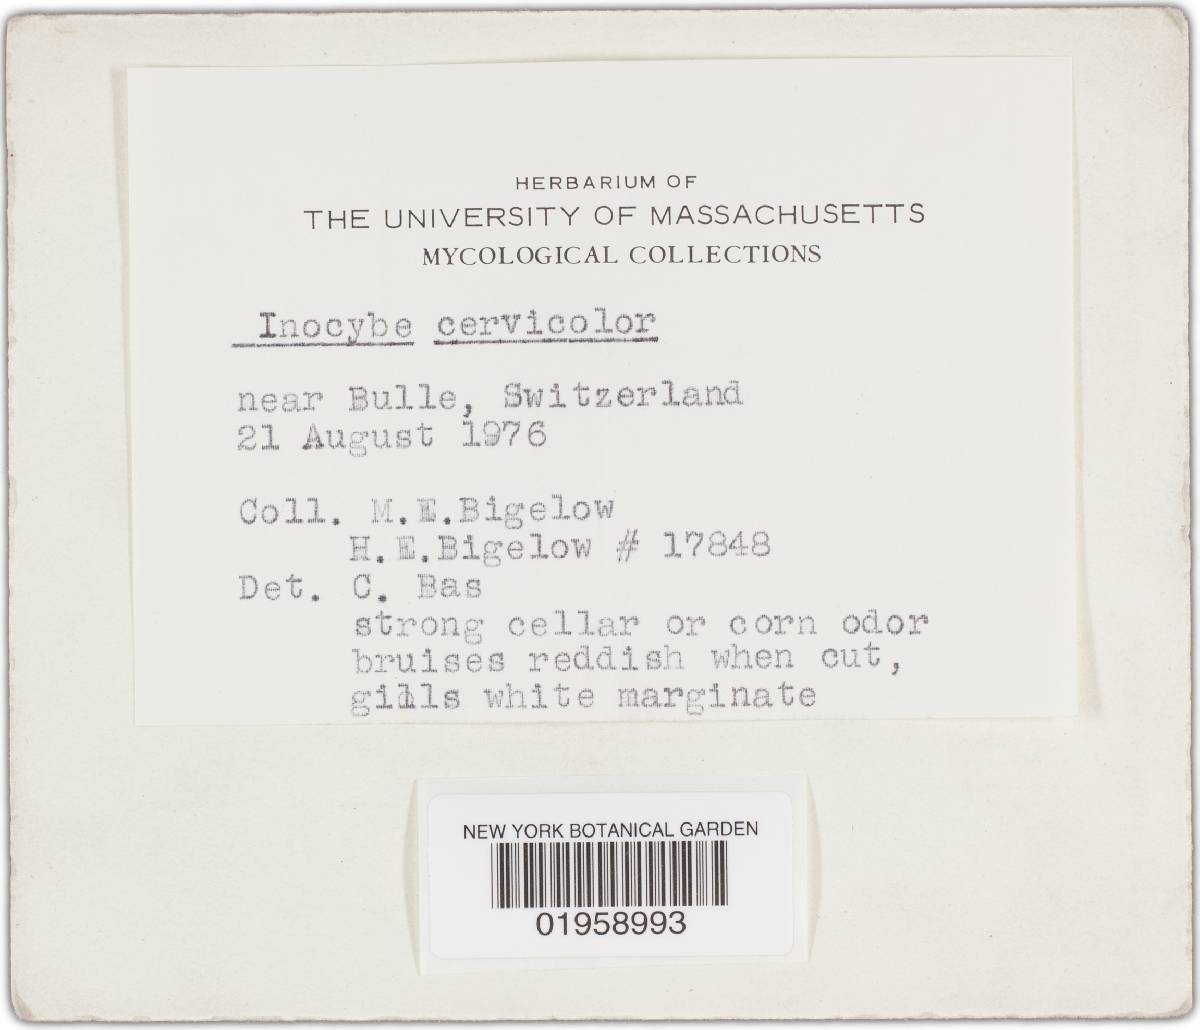 HERBARIUM OF
THE UNIVERSITY OF MASSACHUSETTS
MYCOLOGICAL COLLECTIONS
Inocybe cervicolor
near Bulle, Switzerland
21 August 1976
Coll. M.E.Bigelow
H.E.Bigelow # 17848
Det. C. Bas
strong cellar or corn odor
bruises reddish when cut,
gills white marginate
NEW YORK BOTANICAL GARDEN
01958993